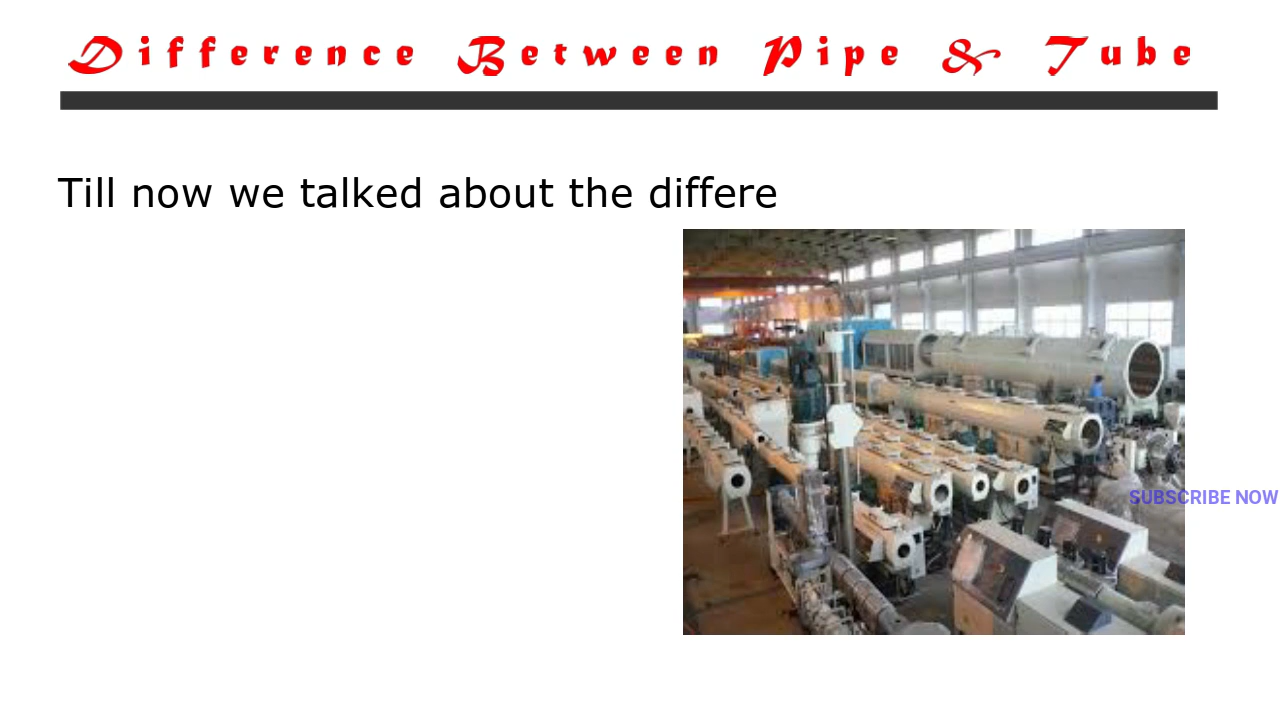 Difference Between Pipe & Tube
Till now we talked about the differe
SUBSCRIBE NOW